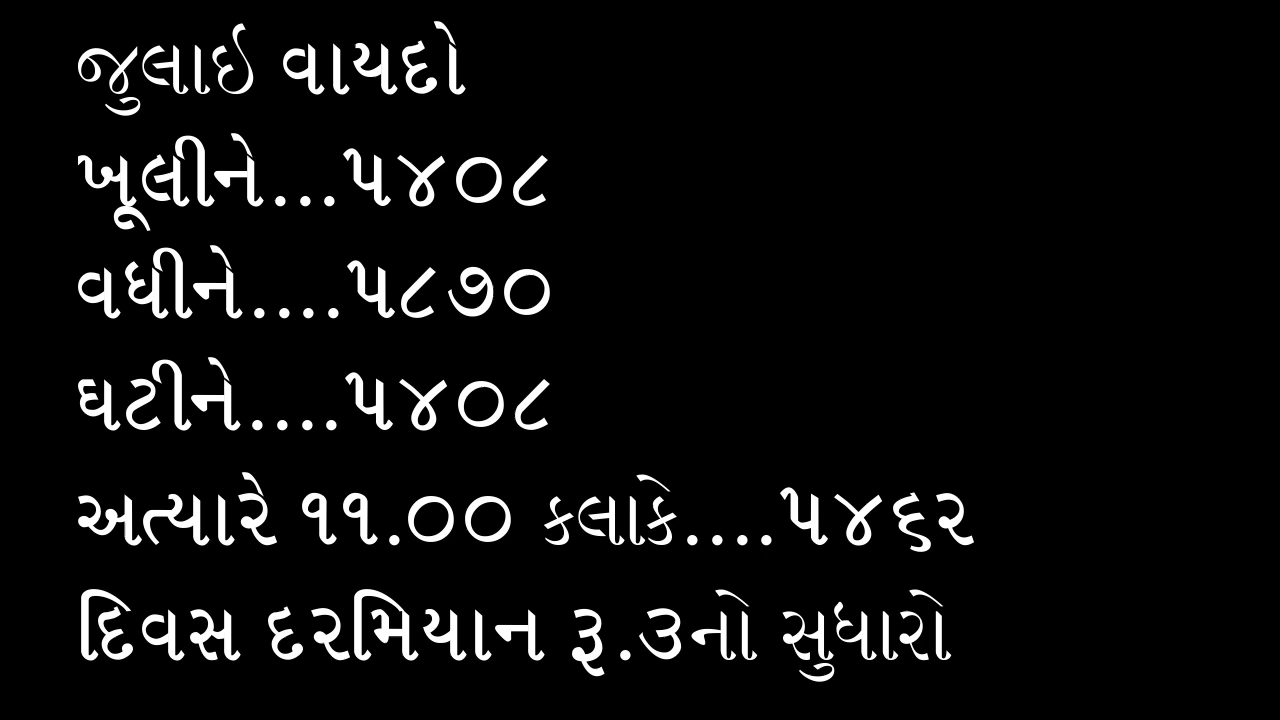 જુલાઈ વાયદો
ખૂલીને...૫૪૦૮
વધીને....૫૮૭૦
ઘટીને....૫૪૦૮
અત્યારે ૧૧.૦૦ કલાકે....૫૪૬૨
દિવસ દરમિયાન રૂ.૩નો સુધારો